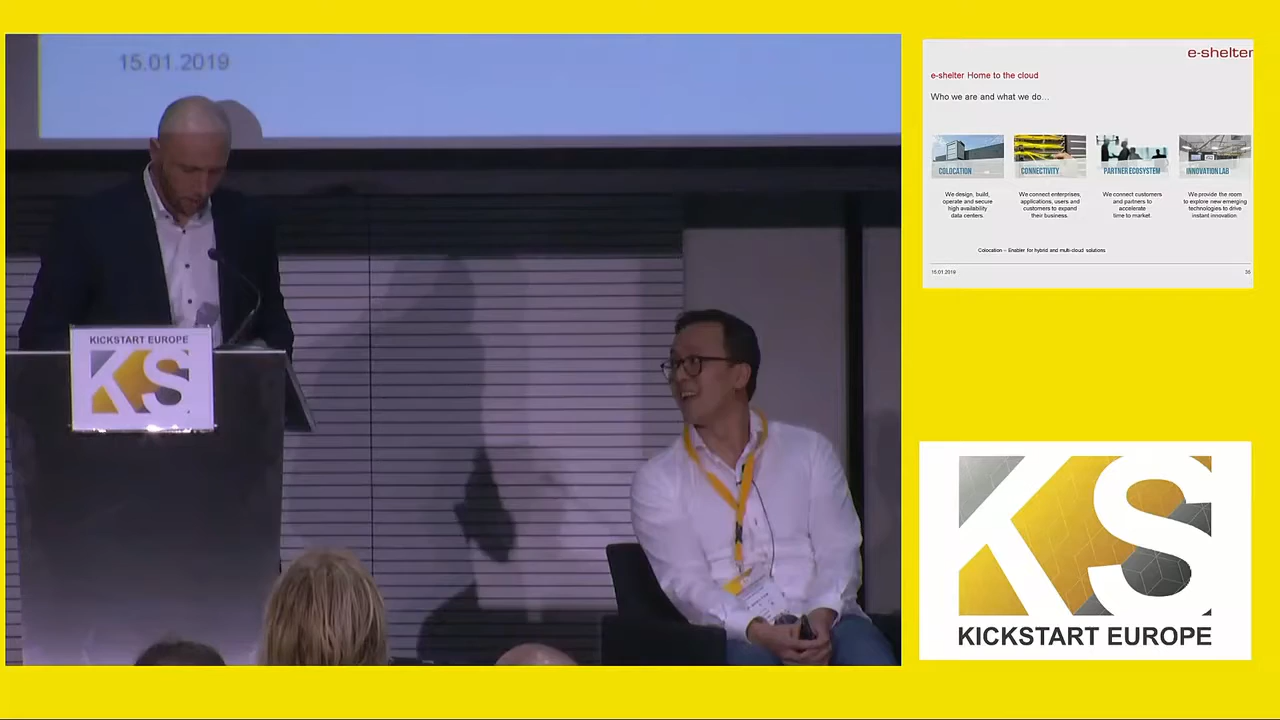 15.01.2019
KICKSTART EUROPE
KS
e-shelter
e-shelter Home to the cloud
Who we are and what we do…
COLOCATION
CONNECTIVITY
PARTNER ECOSYSTEM
INNOVATION LAB
We design, build,
operate and secure
high availability
data centers.
We connect enterprises,
applications, users and
customers to expand
their business.
We connect customers
and partners to
accelerate
time to market.
We provide the room
to explore new emerging
technologies to drive
instant innovation
Colocation – Enabler for hybrid and multi-cloud solutions
15.01.2019
35
KS
KICKSTART EUROPE